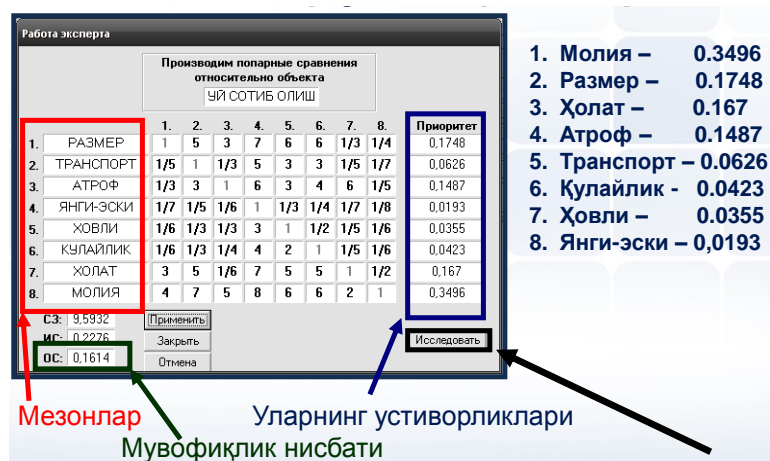 Работа эксперта
Производим попарные сравнения
относительно объекта
УЙ СОТИБ ОЛИШ
1. 2. 3. 4. 5. 6. 7. 8. Приоритет
1. РАЗМЕР 1 5 3 7 6 6 1/3 1/4 0,1748
2. ТРАНСПОРТ 1/5 1 1/3 5 3 3 1/5 1/7 0,0626
3. АТРОФ 1/3 3 1 6 3 4 6 1/5 0,1487
4. ЯНГИ-ЭСКИ 1/7 1/5 1/6 1 1/3 1/4 1/7 1/8 0,0193
5. ХОВЛИ 1/6 1/3 1/3 3 1 1/2 1/5 1/6 0,0355
6. КУЛАЙЛИК 1/6 1/3 1/4 4 2 1 1/5 1/6 0,0423
7. ХОЛАТ 3 5 1/6 7 5 5 1 1/2 0,167
8. МОЛИЯ 4 7 5 8 6 6 2 1 0,3496
СЗ: 9,5932 Применить
ИС: 0,2276 Закрыть Исследовать
ОС: 0,1614 Отмена
1. Молия – 0.3496
2. Размер – 0.1748
3. Ҳолат – 0.167
4. Атроф – 0.1487
5. Транспорт – 0.0626
6. Қулайлик - 0.0423
7. Ҳовли – 0.0355
8. Янги-эски – 0,0193
Мезонлар Уларнинг устиворликлари
Мувофиқлик нисбати